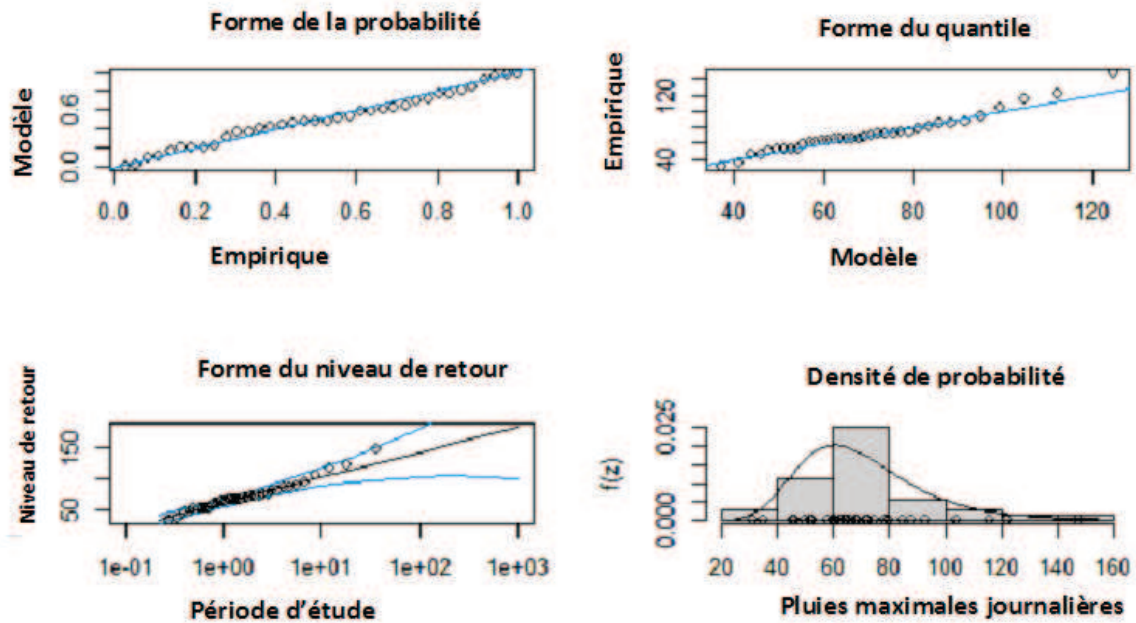 Forme de la probabilité
Modèle
0.0 0.6
0.0 0.2 0.4 0.6 0.8 1.0
Empirique
Forme du quantile
Empirique
40 120
40 60 80 100 120
Modèle
Forme du niveau de retour
Niveau de retour
50 150
1e-01 1e+00 1e+01 1e+02 1e+03
Période d'étude
Densité de probabilité
f(z)
0.000 0.025
20 40 60 80 100 120 140 160
Pluies maximales journalières